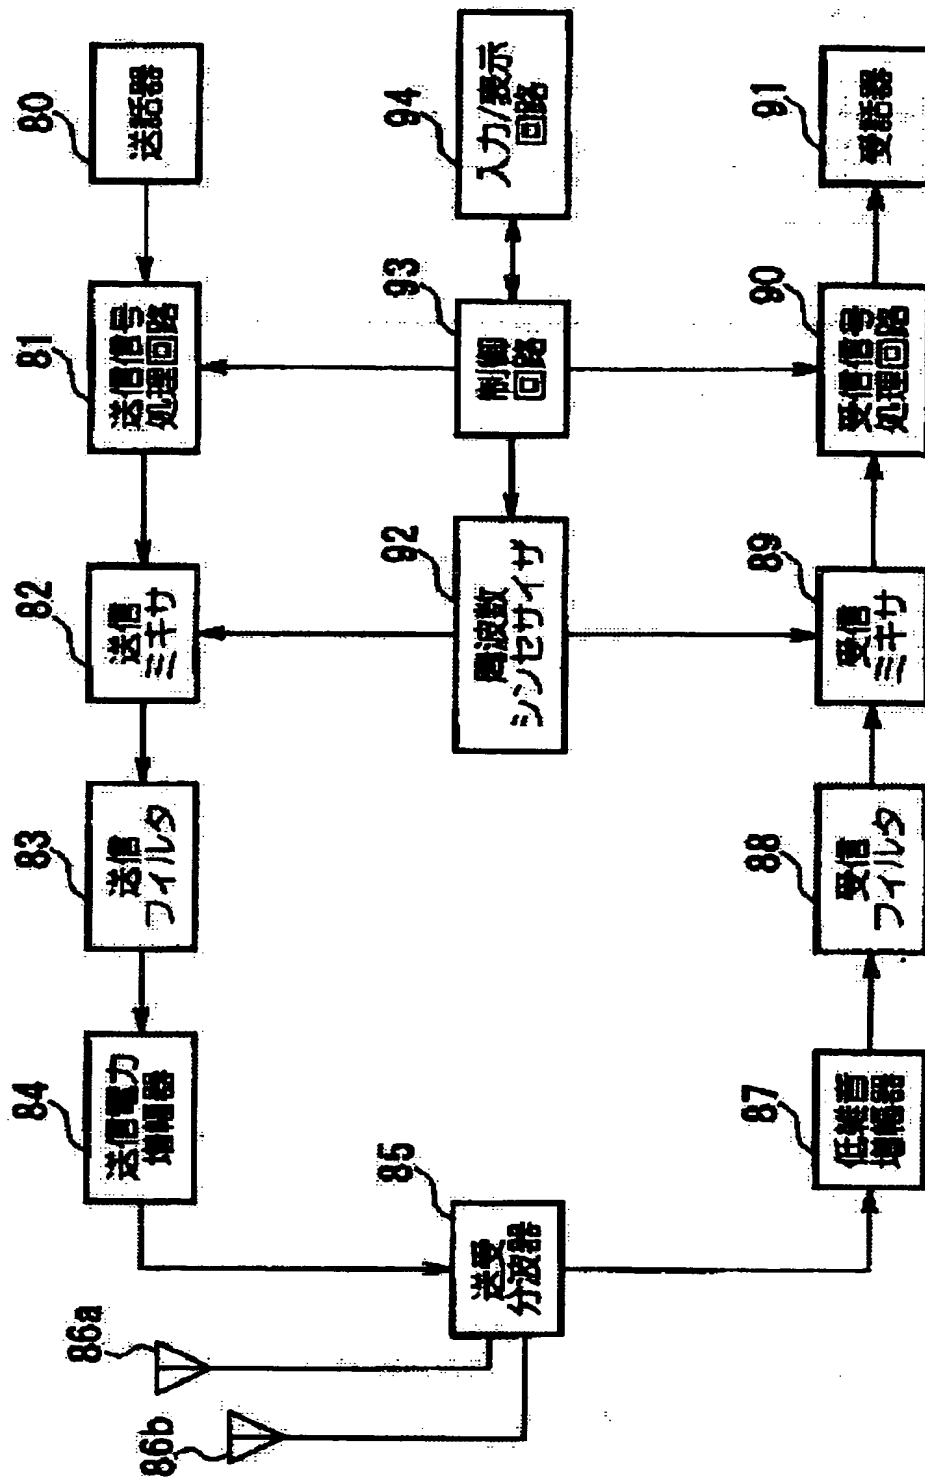 86a
86b
84
送信電力
増幅器
83
送信
フィルタ
82
送信
ミキサ
81
送信信号
処理回路
80
送話器
85
送受
分波器
92
周波数
シンセサイザ
93
制御
回路
94
入力/表示
回路
87
低雑音
増幅器
88
受信
フィルタ
89
受信
ミキサ
90
受信信号
処理回路
91
受話器